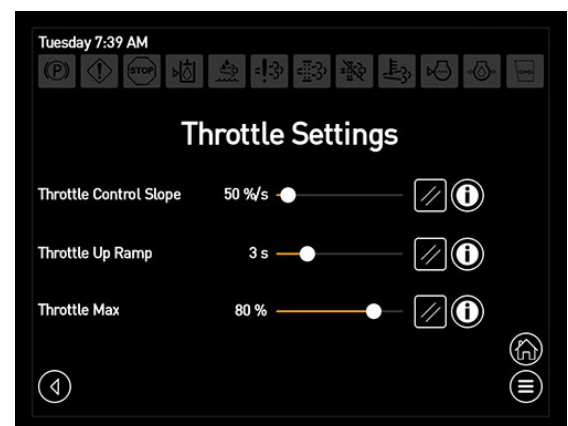 Tuesday 7:39 AM
(P) STOP
Throttle Settings
Throttle Control Slope 50 %/s
Throttle Up Ramp 3 s
Throttle Max 80 %